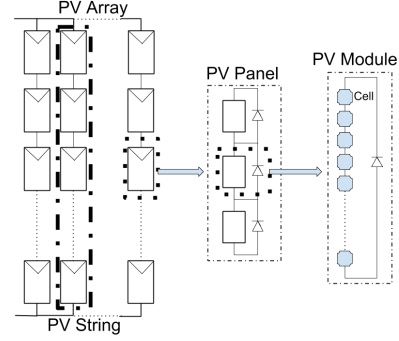 PV Array
PV Panel
PV Module
Cell
PV String